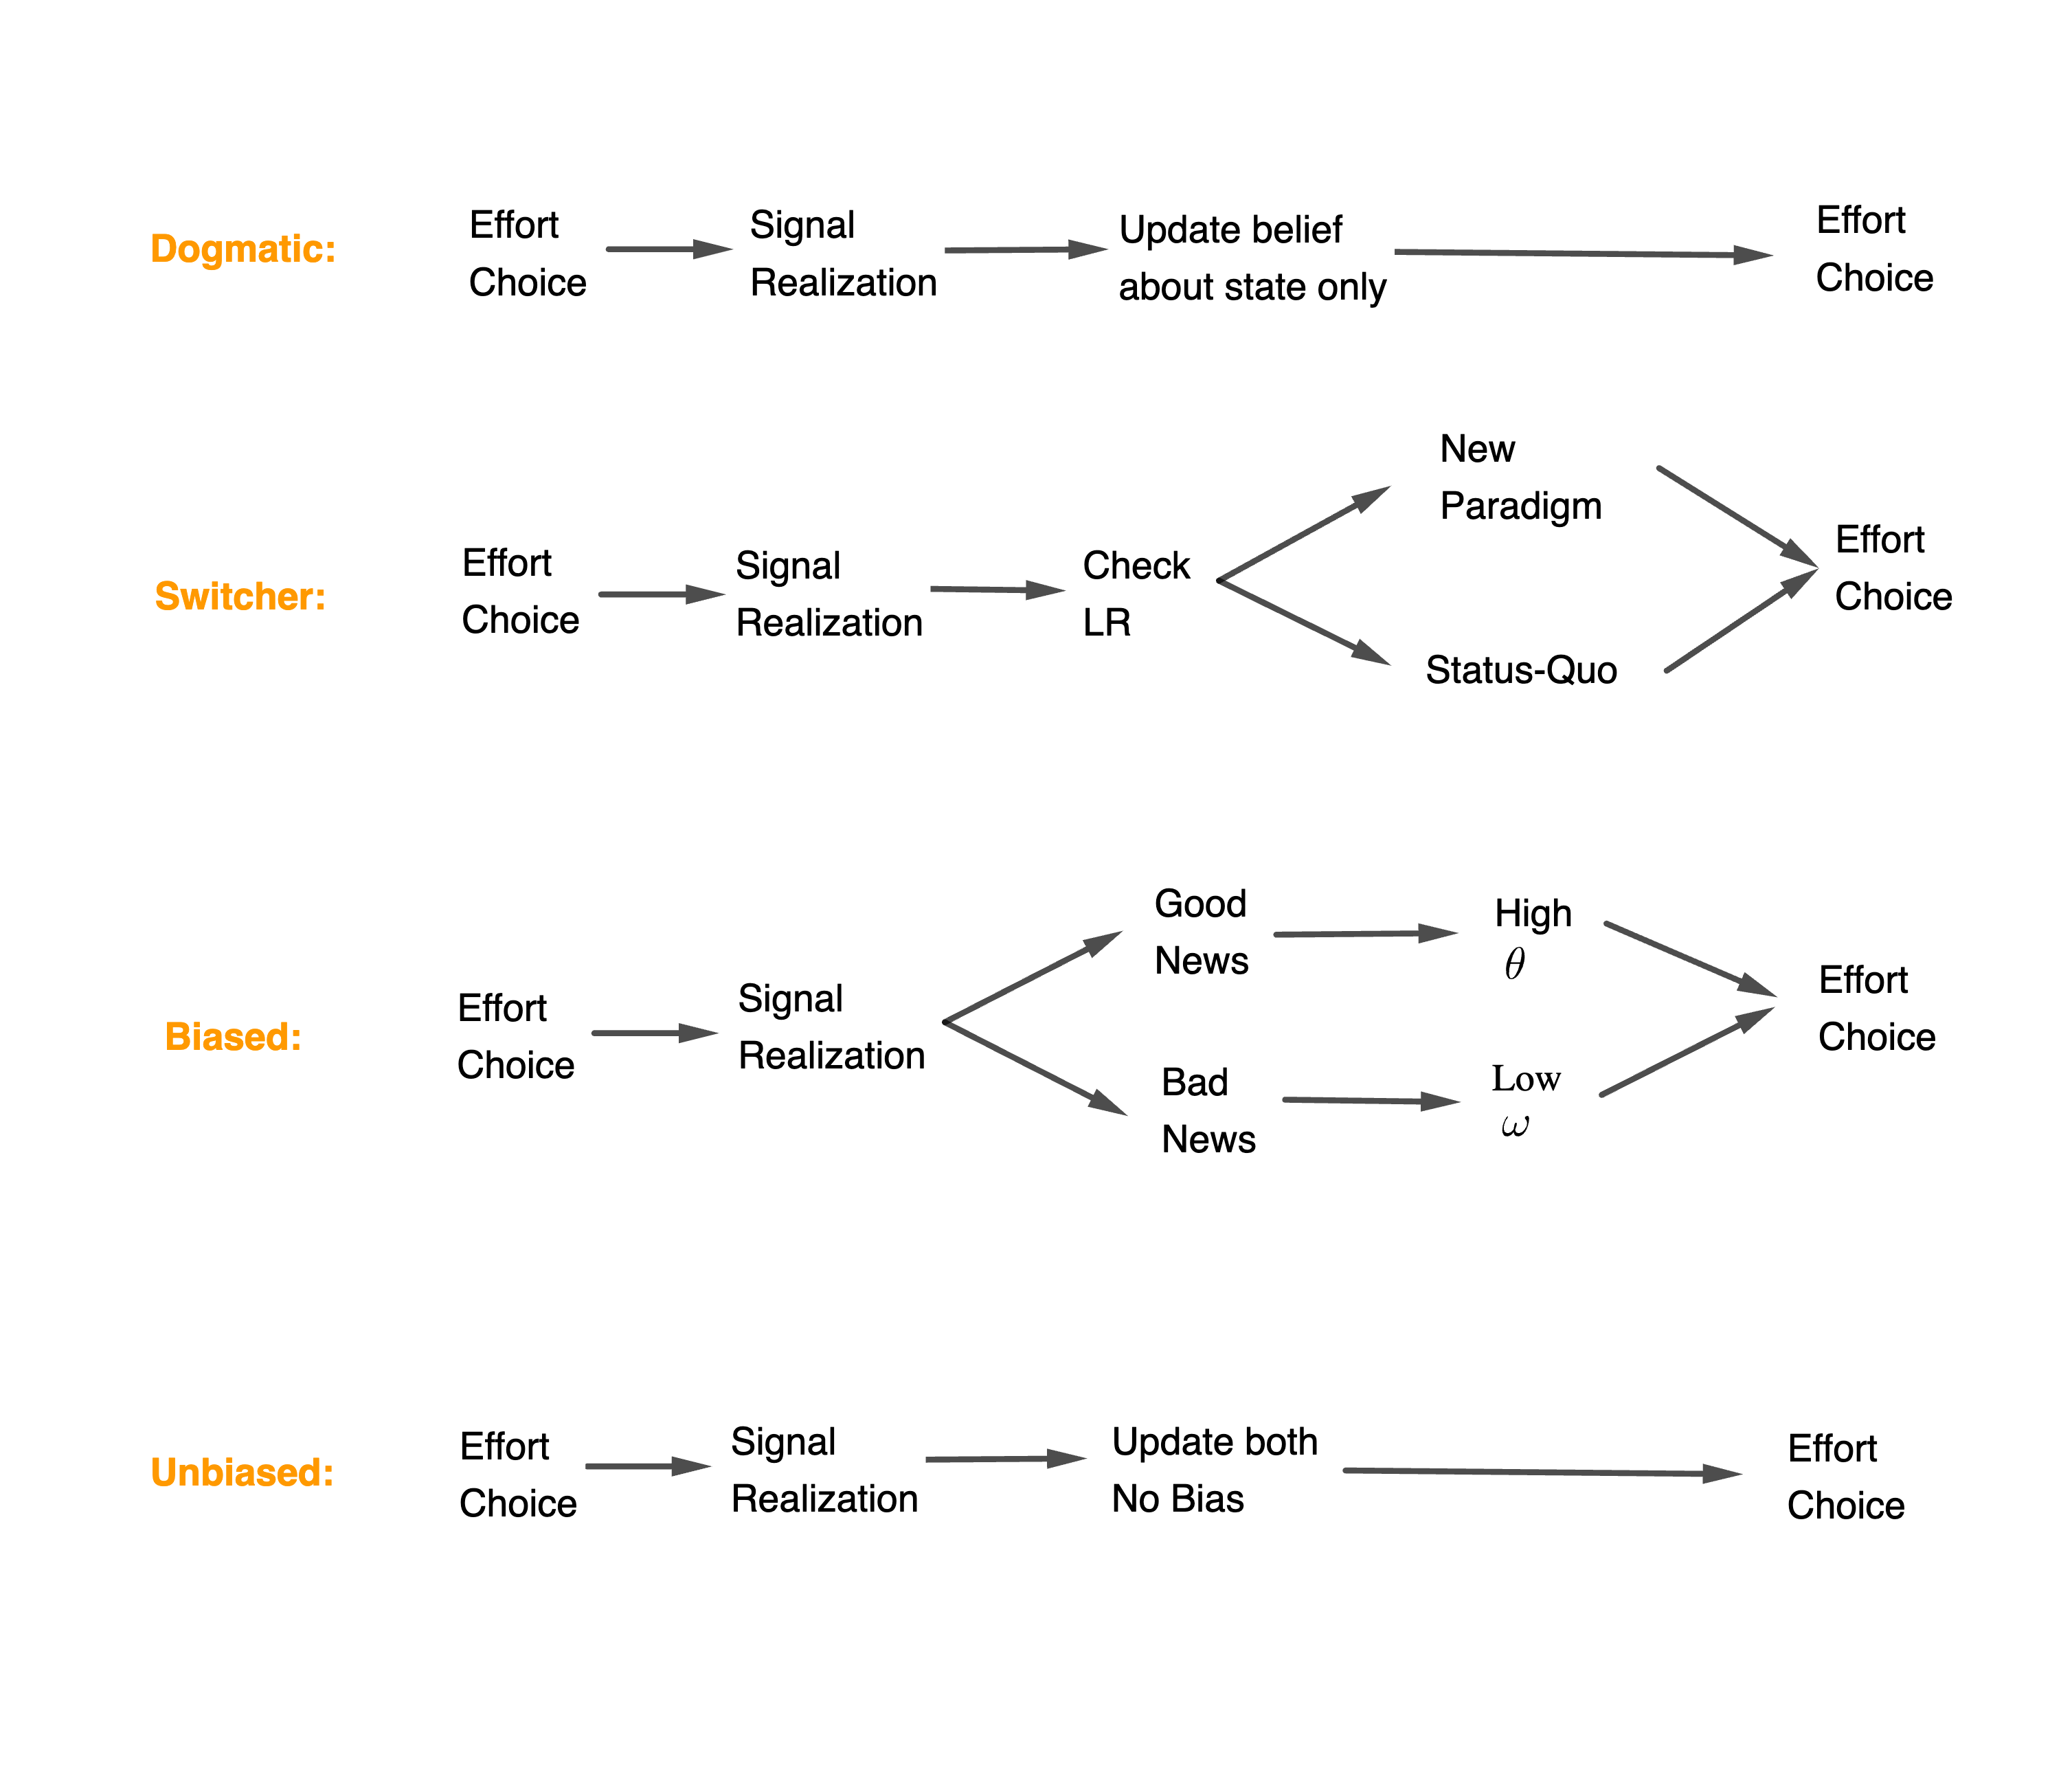 Dogmatic:
Effort
Choice
Signal
Realization
Update belief
about state only
Effort
Choice
Switcher:
Effort
Choice
Signal
Realization
Check
LR
New
Paradigm
Status-Quo
Effort
Choice
Biased:
Effort
Choice
Signal
Realization
Good
News
High
θ
Bad
News
Low
ω
Effort
Choice
Unbiased:
Effort
Choice
Signal
Realization
Update both
No Bias
Effort
Choice